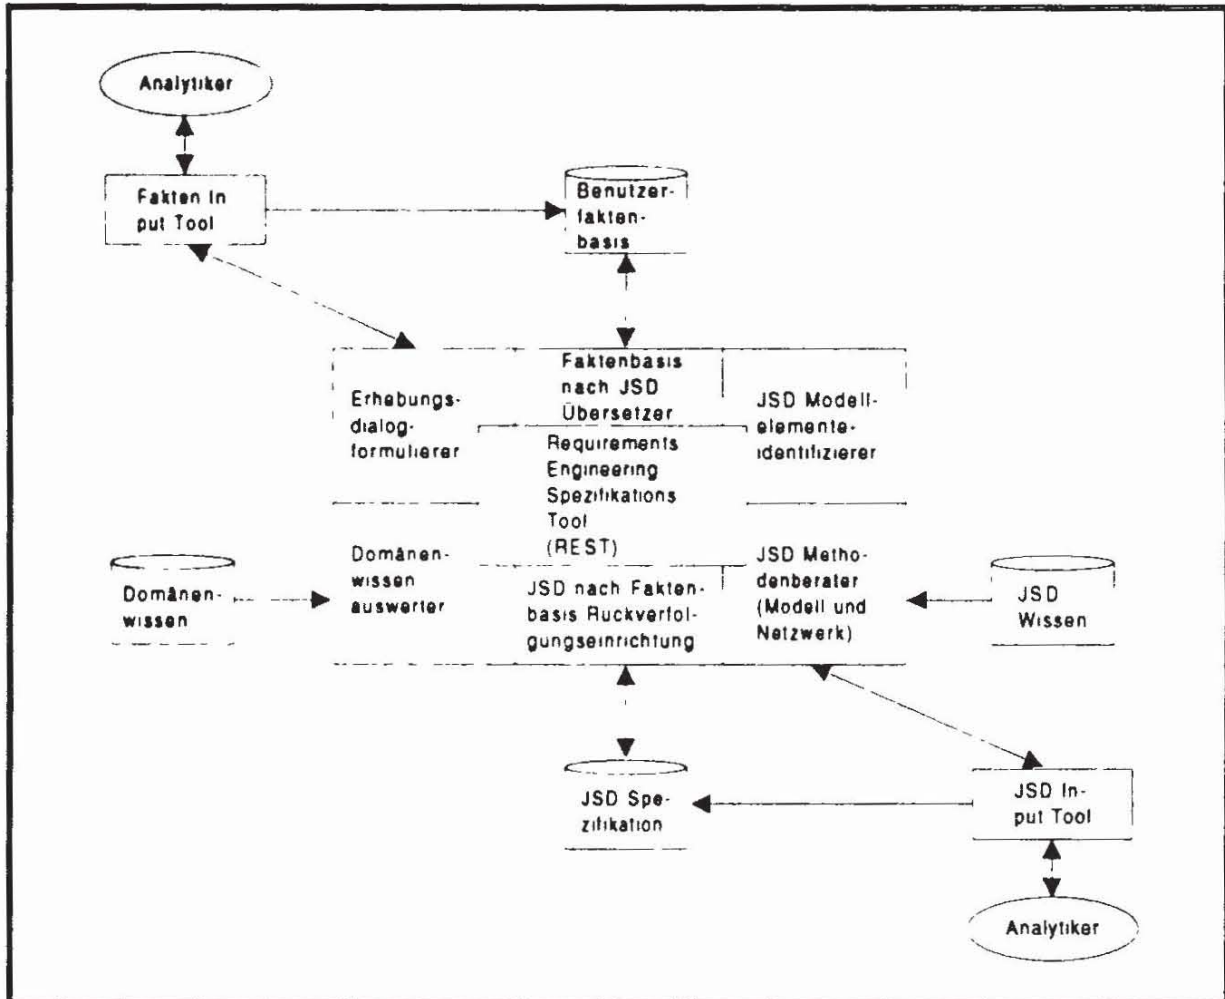 Analytiker
Fakten In
put Tool
Benutzer-
fakten-
basis
Erhebungs-
dialog-
formulierer
Faktenbasis
nach JSD
Übersetzer
JSD Modell-
elemente-
identifizierer
Requirements
Engineering
Spezifikations
Tool
(REST)
Domänen-
wissen
Domänen-
wissen
auswerter
JSD nach Fakten-
basis Ruckverfol-
gungseinrichtung
JSD Metho-
denberater
(Modell und
Netzwerk)
JSD
Wissen
JSD Spe-
zifikation
JSD In-
put Tool
Analytiker